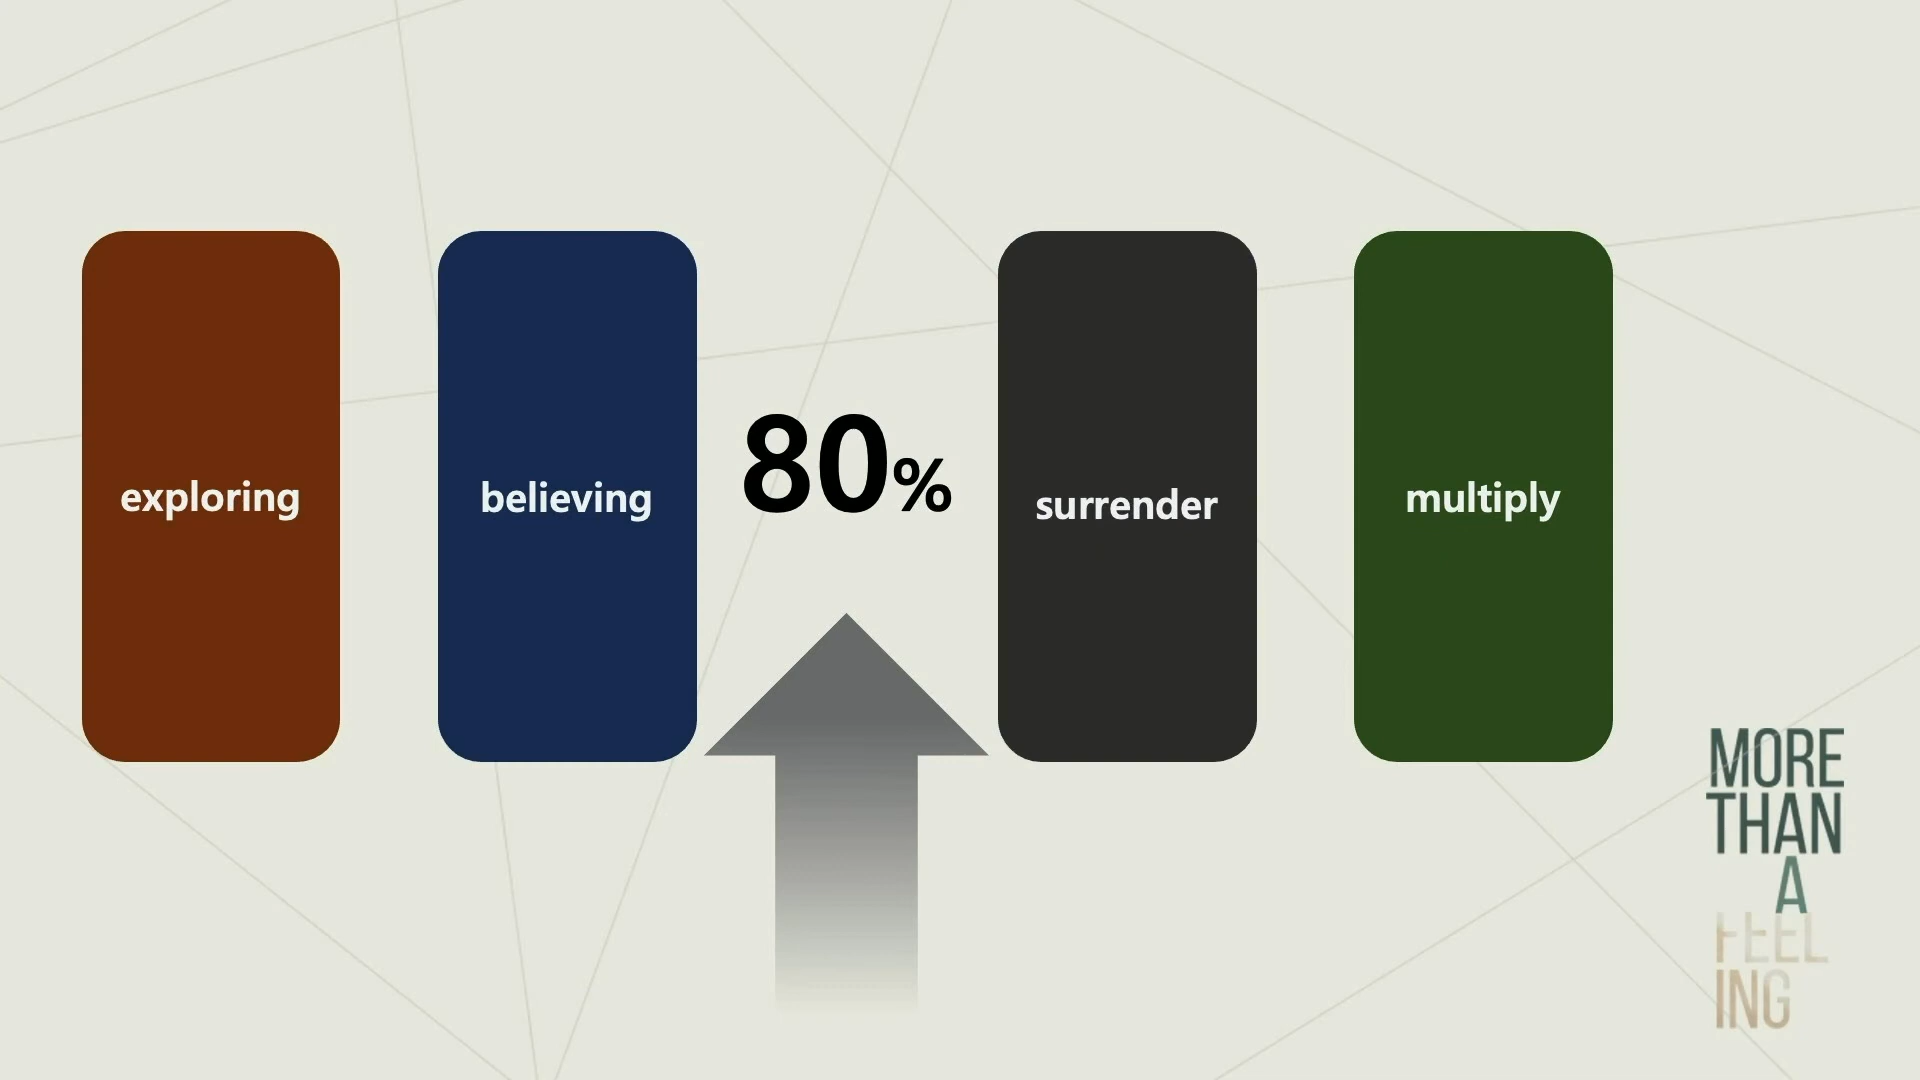 exploring
believing
80%
surrender
multiply
MORE
THAN
A
FEEL
ING